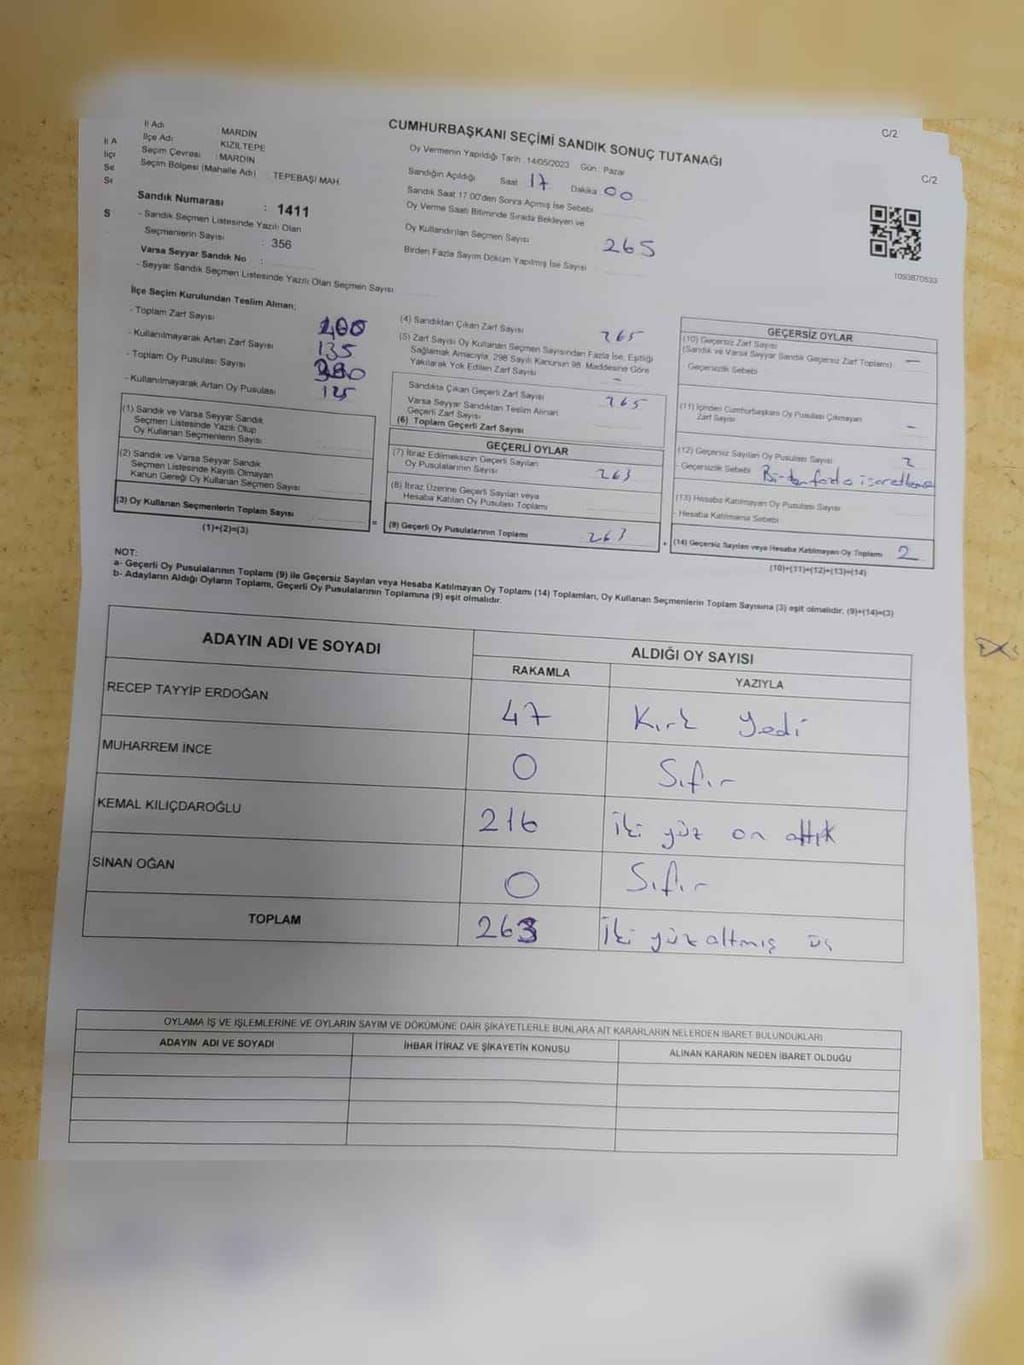 C/2
C/2
CUMHURBAŞKANI SEÇİMİ SANDIK SONUÇ TUTANAĞI
İl Adı MARDIN
İlçe Adı KIZILTEPE
Seçim Çevresi : MARDIN
Seçim Bölgesi (Mahalle Adı) : TEPEBAŞI MAH.
Sandık Numarası : 1411
- Sandık Seçmen Listesinde Yazılı Olan
Seçmenlerin Sayısı : 356
Varsa Seyyar Sandık No :
- Seyyar Sandık Seçmen Listesinde Yazılı Olan Seçmen Sayısı
Oy Vermenin Yapıldığı Tarih : 14/05/2023 Gün : Pazar
Sandığın Açıldığı Saat 17 Dakika 00
Sandık Saat 17:00'den Sonra Açmış İse Sebebi
Oy Verme Saati Bitiminde Sırada Bekleyen ve
Oy Kullandırılan Seçmen Sayısı 265
Birden Fazla Sayım Döküm Yapılmış İse Sayısı
1093870533
İlçe Seçim Kurulundan Teslim Alınan;
- Toplam Zarf Sayısı 400
- Kullanılmayarak Artan Zarf Sayısı 135
- Toplam Oy Pusulası Sayısı
- Kullanılmayarak Artan Oy Pusulası 125
(1) Sandık ve Varsa Seyyar Sandık
Seçmen Listesinde Yazılı Olup
Oy Kullanan Seçmenlerin Sayısı
(2) Sandık ve Varsa Seyyar Sandık
Seçmen Listesinde Kayıtlı Olmayan
Kanun Gereği Oy Kullanan Seçmen Sayısı
(3) Oy Kullanan Seçmenlerin Toplam Sayısı
(1)+(2)=(3)
=
(4) Sandıktan Çıkan Zarf Sayısı 265
(5) Zarf Sayısı Oy Kullanan Seçmen Sayısından Fazla İse, Eşitliği
Sağlamak Amacıyla, 298 Sayılı Kanunun 98. Maddesine Göre
Yakılarak Yok Edilen Zarf Sayısı -
Sandıkta Çıkan Geçerli Zarf Sayısı 265
Varsa Seyyar Sandıktan Teslim Alınan
Geçerli Zarf Sayısı
(6) Toplam Geçerli Zarf Sayısı
GEÇERLİ OYLAR
(7) İtiraz Edilmeksizin Geçerli Sayılan
Oy Pusulalarının Sayısı 263
(8) İtiraz Üzerine Geçerli Sayılan veya
Hesaba Katılan Oy Pusulası Toplamı
(9) Geçerli Oy Pusulalarının Toplamı 263
+
GEÇERSİZ OYLAR
(10) Geçersiz Zarf Sayısı
(Sandık ve Varsa Seyyar Sandık Geçersiz Zarf Toplamı) -
Geçersizlik Sebebi
(11) İçinden Cumhurbaşkanı Oy Pusulası Çıkmayan
Zarf Sayısı -
(12) Geçersiz Sayılan Oy Pusulası Sayısı 2
- Geçersizlik Sebebi Birden fazla işaretleme
(13) Hesaba Katılmayan Oy Pusulası Sayısı
- Hesaba Katılmama Sebebi
(14) Geçersiz Sayılan veya Hesaba Katılmayan Oy Toplamı 2
(10)+(11)+(12)+(13)=(14)
NOT:
a- Geçerli Oy Pusulalarının Toplamı (9) ile Geçersiz Sayılan veya Hesaba Katılmayan Oy Toplamı (14) Toplamları, Oy Kullanan Seçmenlerin Toplam Sayısına (3) eşit olmalıdır. (9)+(14)=(3)
b- Adayların Aldığı Oyların Toplamı, Geçerli Oy Pusulalarının Toplamına (9) eşit olmalıdır.
ADAYIN ADI VE SOYADI ALDIĞI OY SAYISI
RAKAMLA YAZIYLA
RECEP TAYYİP ERDOĞAN 47 Kırk Yedi
MUHARREM İNCE 0 Sıfır
KEMAL KILIÇDAROĞLU 216 İki yüz on altı
SİNAN OĞAN 0 Sıfır
TOPLAM 263 İki yüz altmış üç
OYLAMA İŞ VE İŞLEMLERİNE VE OYLARIN SAYIM VE DÖKÜMÜNE DAİR ŞİKAYETLERLE BUNLARA AİT KARARLARIN NELERDEN İBARET BULUNDUKLARI
ADAYIN ADI VE SOYADI İHBAR İTİRAZ VE ŞİKAYETİN KONUSU ALINAN KARARIN NEDEN İBARET OLDUĞU